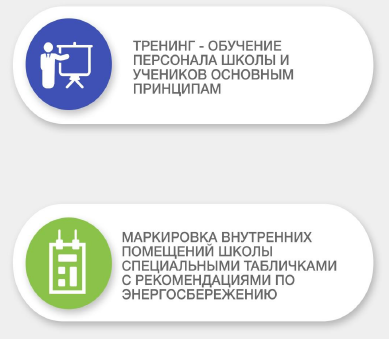 ТРЕНИНГ - ОБУЧЕНИЕ
ПЕРСОНАЛА ШКОЛЫ И
УЧЕНИКОВ ОСНОВНЫМ
ПРИНЦИПАМ
МАРКИРОВКА ВНУТРЕННИХ
ПОМЕЩЕНИЙ ШКОЛЫ
СПЕЦИАЛЬНЫМИ ТАБЛИЧКАМИ
С РЕКОМЕНДАЦИЯМИ ПО
ЭНЕРГОСБЕРЕЖЕНИЮ